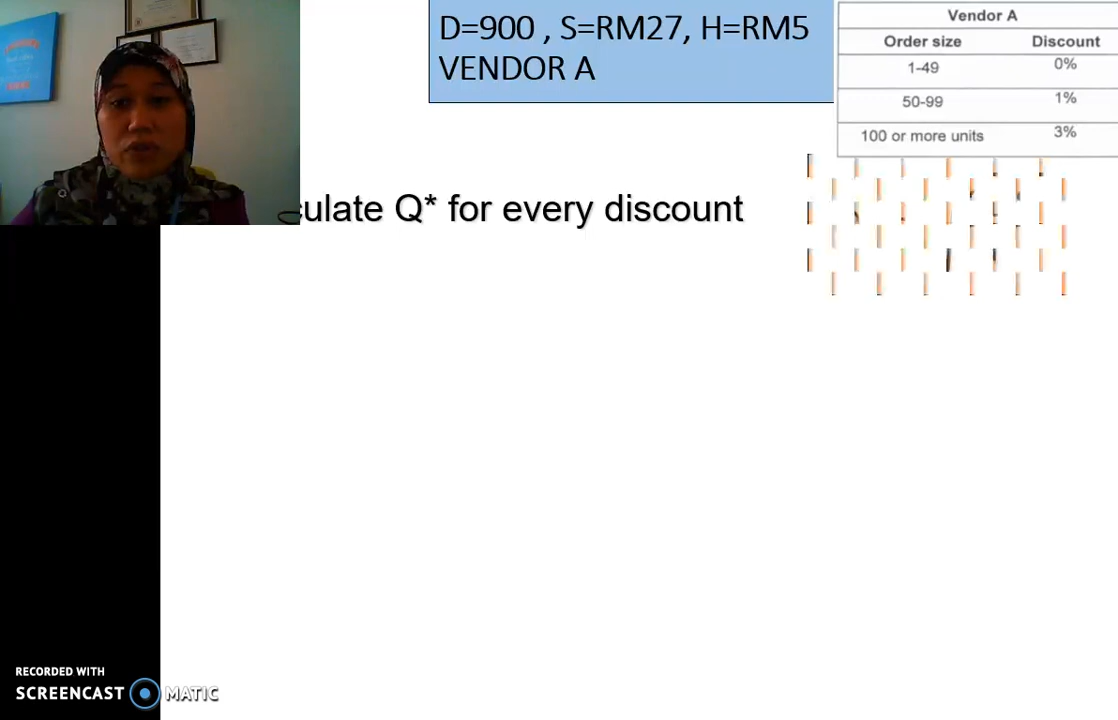 D=900 , S=RM27, H=RM5
VENDOR A
Vendor A
Order size Discount
1-49 0%
50-99 1%
100 or more units 3%
culate Q* for every discount
RECORDED WITH
SCREENCAST MATIC